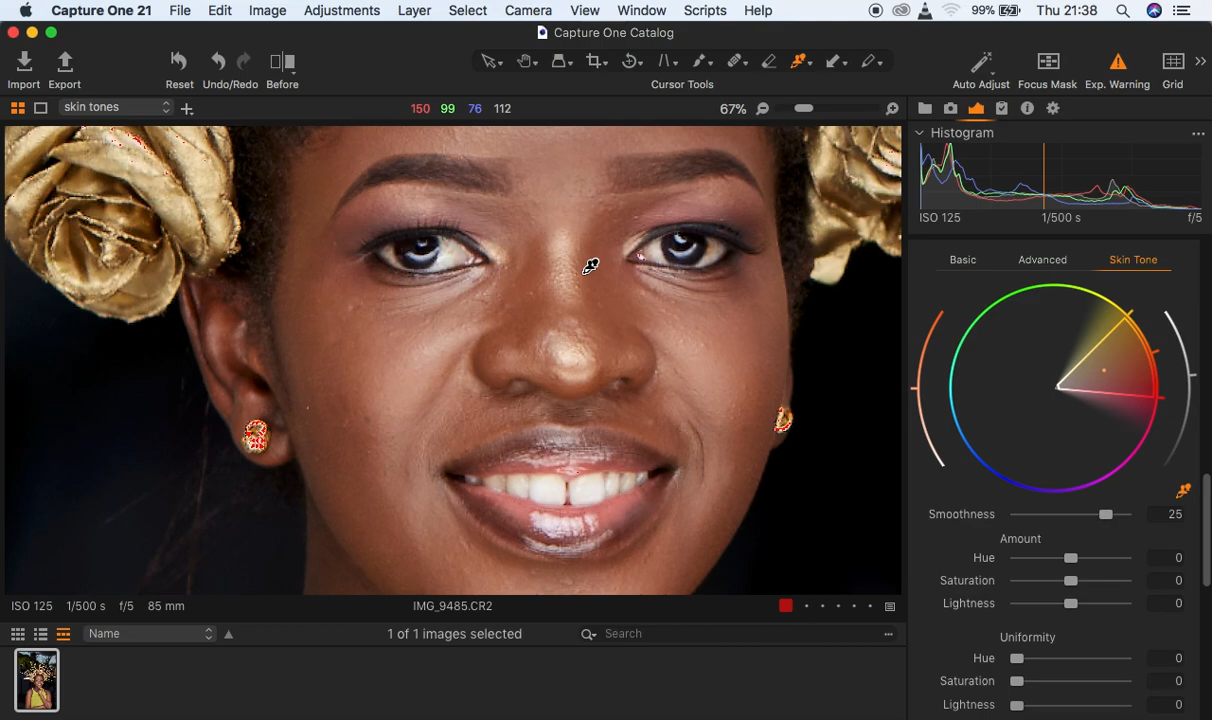 Capture One 21 File Edit Image Adjustments Layer Select Camera View Window Scripts Help 99% Thu 21:38
Capture One Catalog
Import Export Reset Undo/Redo Before Cursor Tools Auto Adjust Focus Mask Exp. Warning Grid
skin tones 150 99 76 112 67%
Histogram
ISO 125 1/500 s f/5
Basic Advanced Skin Tone
Smoothness 25
Amount
Hue 0
Saturation 0
Lightness 0
Uniformity
Hue 0
Saturation 0
Lightness 0
ISO 125 1/500 s f/5 85 mm IMG_9485.CR2
Name 1 of 1 images selected Search